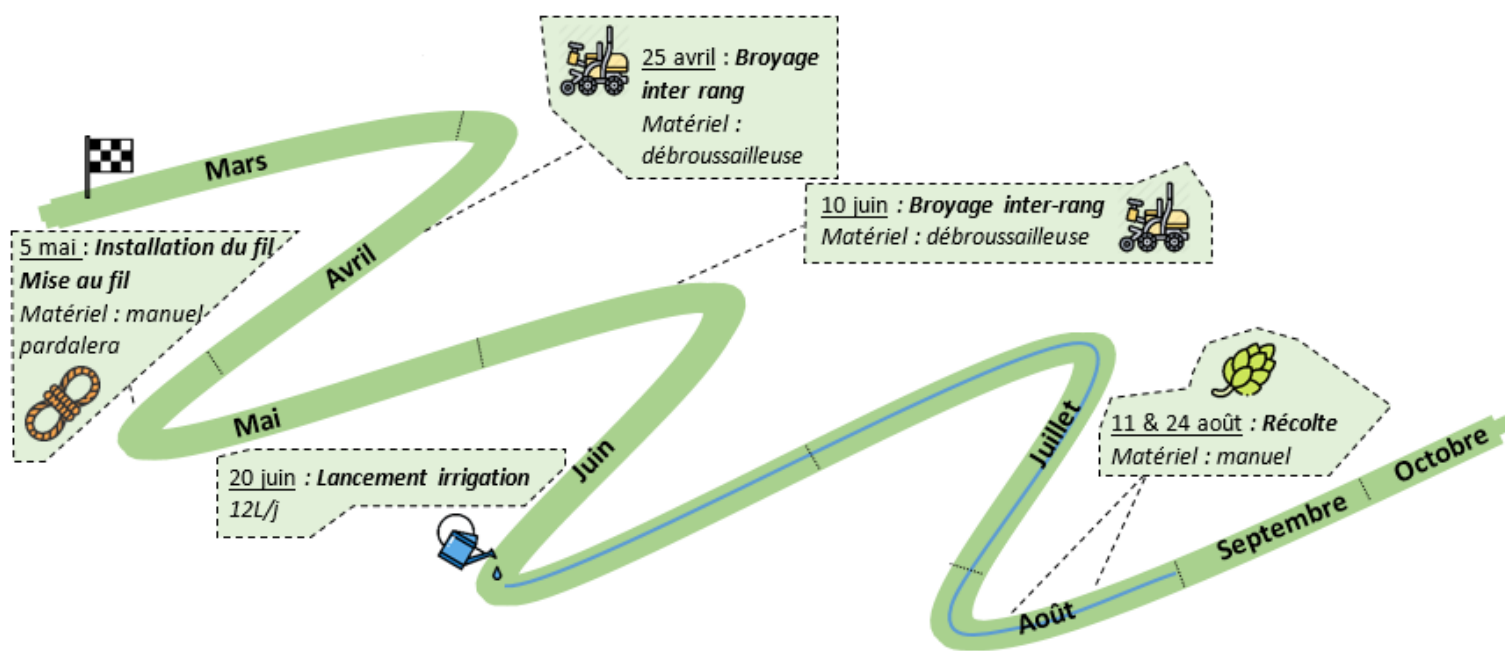 Mars
25 avril : Broyage
inter rang
Matériel :
débroussailleuse
5 mai : Installation du fil
Mise au fil
Matériel : manuel
pardalera
Avril
10 juin : Broyage inter-rang
Matériel : débroussailleuse
Mai
20 juin : Lancement irrigation
12L/j
Juin
Juillet
11 & 24 août : Récolte
Matériel : manuel
Août
Septembre
Octobre